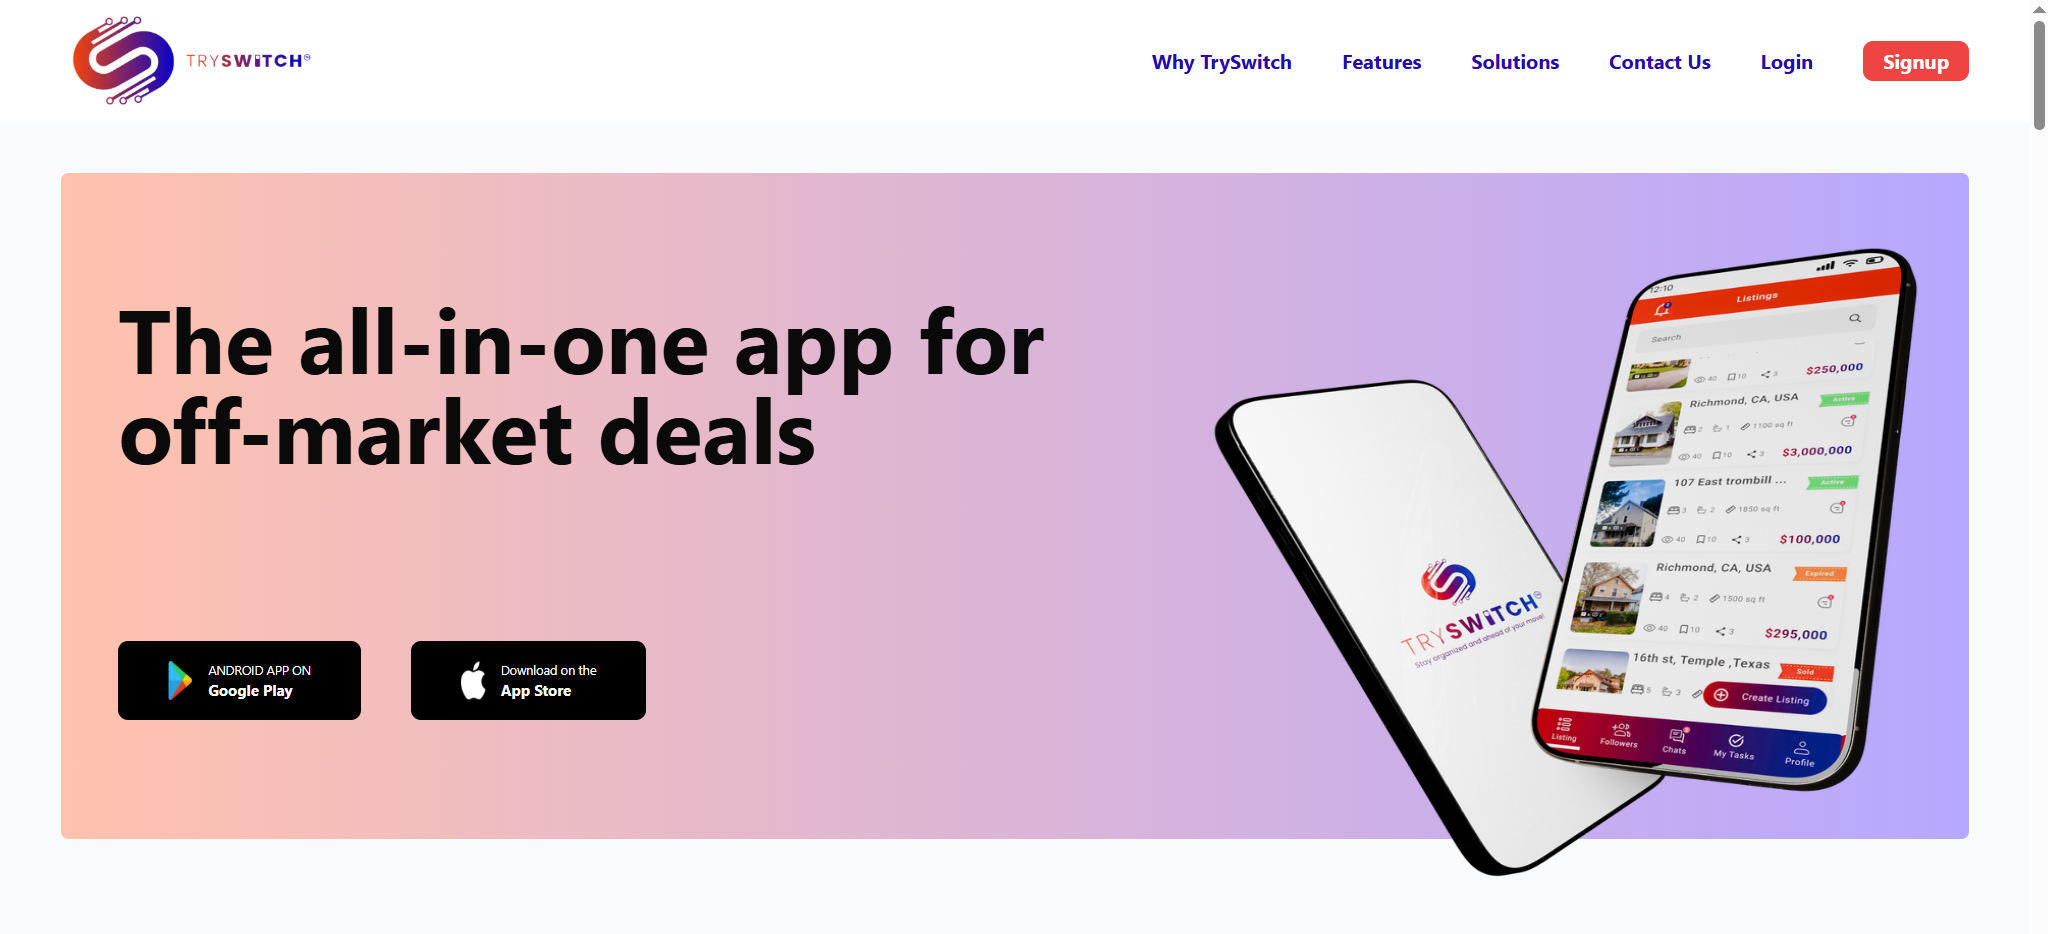 TRYSWiTCH
Why TrySwitch
Features
Solutions
Contact Us
Login
Signup
The all-in-one app for
off-market deals
ANDROID APP ON
Google Play
Download on the
App Store
TRYSWiTCH
Stay organized and ahead of your move!
12:10
Listings
Search
40 10 3
$250,000
Richmond, CA, USA
Active
2 1 1100 sq ft
40 10 3
$3,000,000
107 East trombill ...
Active
3 2 1850 sq ft
40 10 3
$100,000
Richmond, CA, USA
Expired
4 2 1500 sq ft
40 10 3
$295,000
16th st, Temple ,Texas
Sold
5 3
Create Listing
Listing
Followers
Chats
My Tasks
Profile